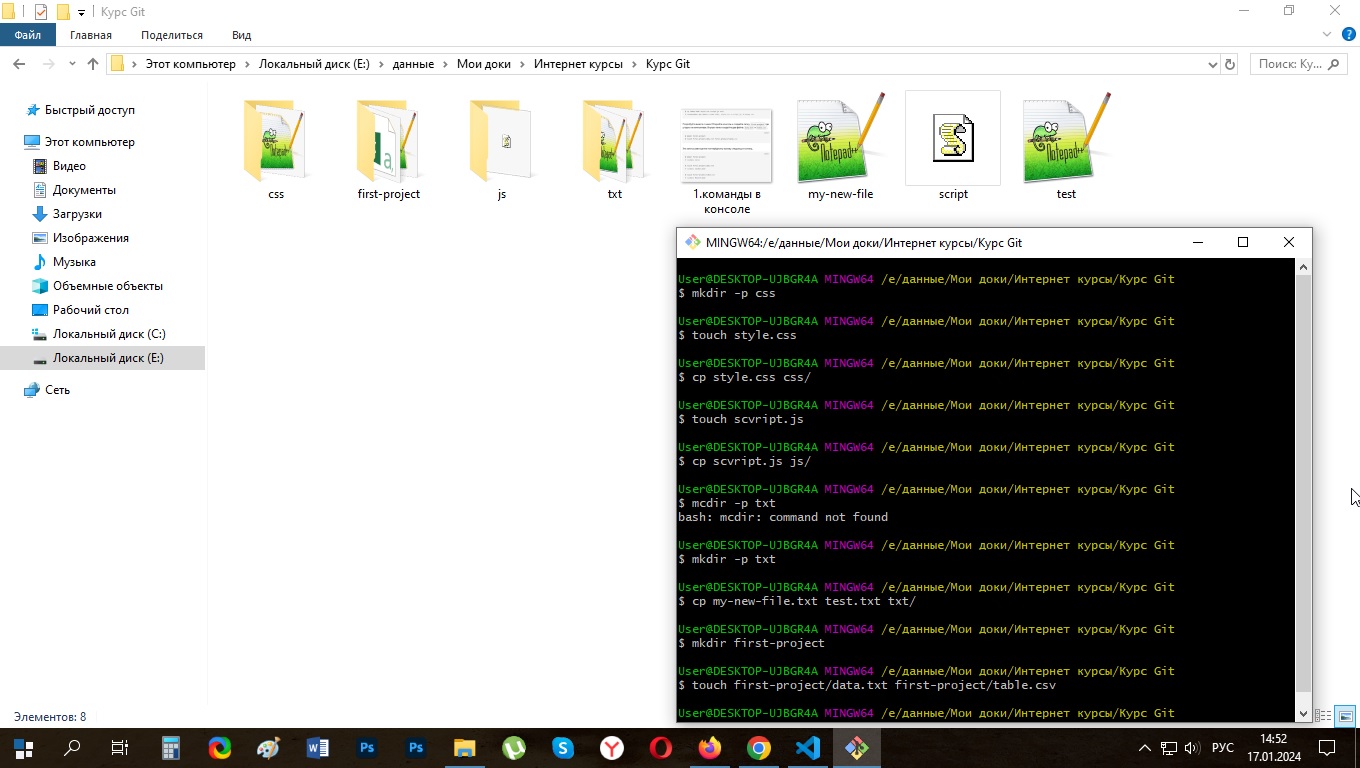 Курс Git
Файл
Главная
Поделиться
Вид
Этот компьютер
Локальный диск (E:)
данные
Мои доки
Интернет курсы
Курс Git
Поиск: Ку...
Быстрый доступ
Этот компьютер
Видео
Документы
Загрузки
Изображения
Музыка
Объемные объекты
Рабочий стол
Локальный диск (C:)
Локальный диск (E:)
Сеть
css
first-project
js
txt
1.команды в
консоле
my-new-file
script
test
MINGW64:/e/данные/Мои доки/Интернет курсы/Курс Git
User@DESKTOP-UJBGR4A MINGW64 /e/данные/Мои доки/Интернет курсы/Курс Git
$ mkdir -p css
User@DESKTOP-UJBGR4A MINGW64 /e/данные/Мои доки/Интернет курсы/Курс Git
$ touch style.css
User@DESKTOP-UJBGR4A MINGW64 /e/данные/Мои доки/Интернет курсы/Курс Git
$ cp style.css css/
User@DESKTOP-UJBGR4A MINGW64 /e/данные/Мои доки/Интернет курсы/Курс Git
$ touch scvript.js
User@DESKTOP-UJBGR4A MINGW64 /e/данные/Мои доки/Интернет курсы/Курс Git
$ cp scvript.js js/
User@DESKTOP-UJBGR4A MINGW64 /e/данные/Мои доки/Интернет курсы/Курс Git
$ mcdir -p txt
bash: mcdir: command not found
User@DESKTOP-UJBGR4A MINGW64 /e/данные/Мои доки/Интернет курсы/Курс Git
$ mkdir -p txt
User@DESKTOP-UJBGR4A MINGW64 /e/данные/Мои доки/Интернет курсы/Курс Git
$ cp my-new-file.txt test.txt txt/
User@DESKTOP-UJBGR4A MINGW64 /e/данные/Мои доки/Интернет курсы/Курс Git
$ mkdir first-project
User@DESKTOP-UJBGR4A MINGW64 /e/данные/Мои доки/Интернет курсы/Курс Git
$ touch first-project/data.txt first-project/table.csv
User@DESKTOP-UJBGR4A MINGW64 /e/данные/Мои доки/Интернет курсы/Курс Git
Элементов: 8
РУС
14:52
17.01.2024